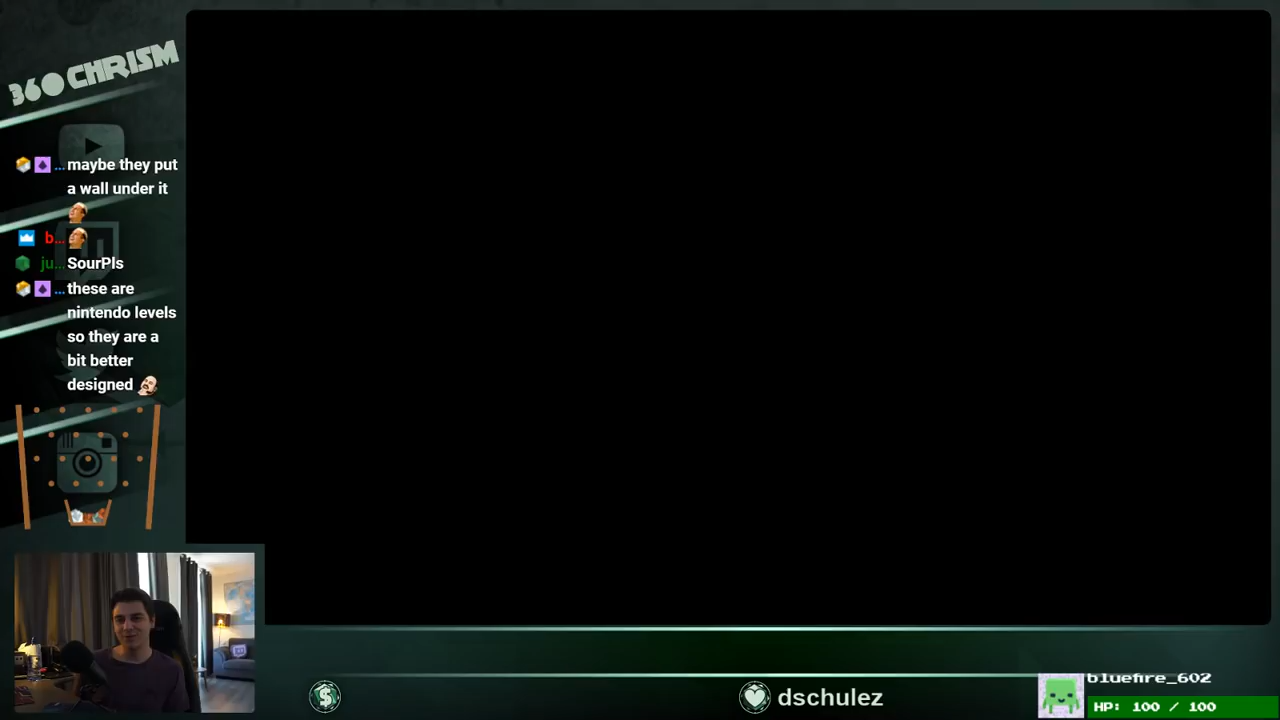 360 CHRISM
... maybe they put
a wall under it
b...
ju... SourPls
... these are
nintendo levels
so they are a
bit better
designed
dschulez
bluefire_602
HP: 100 / 100